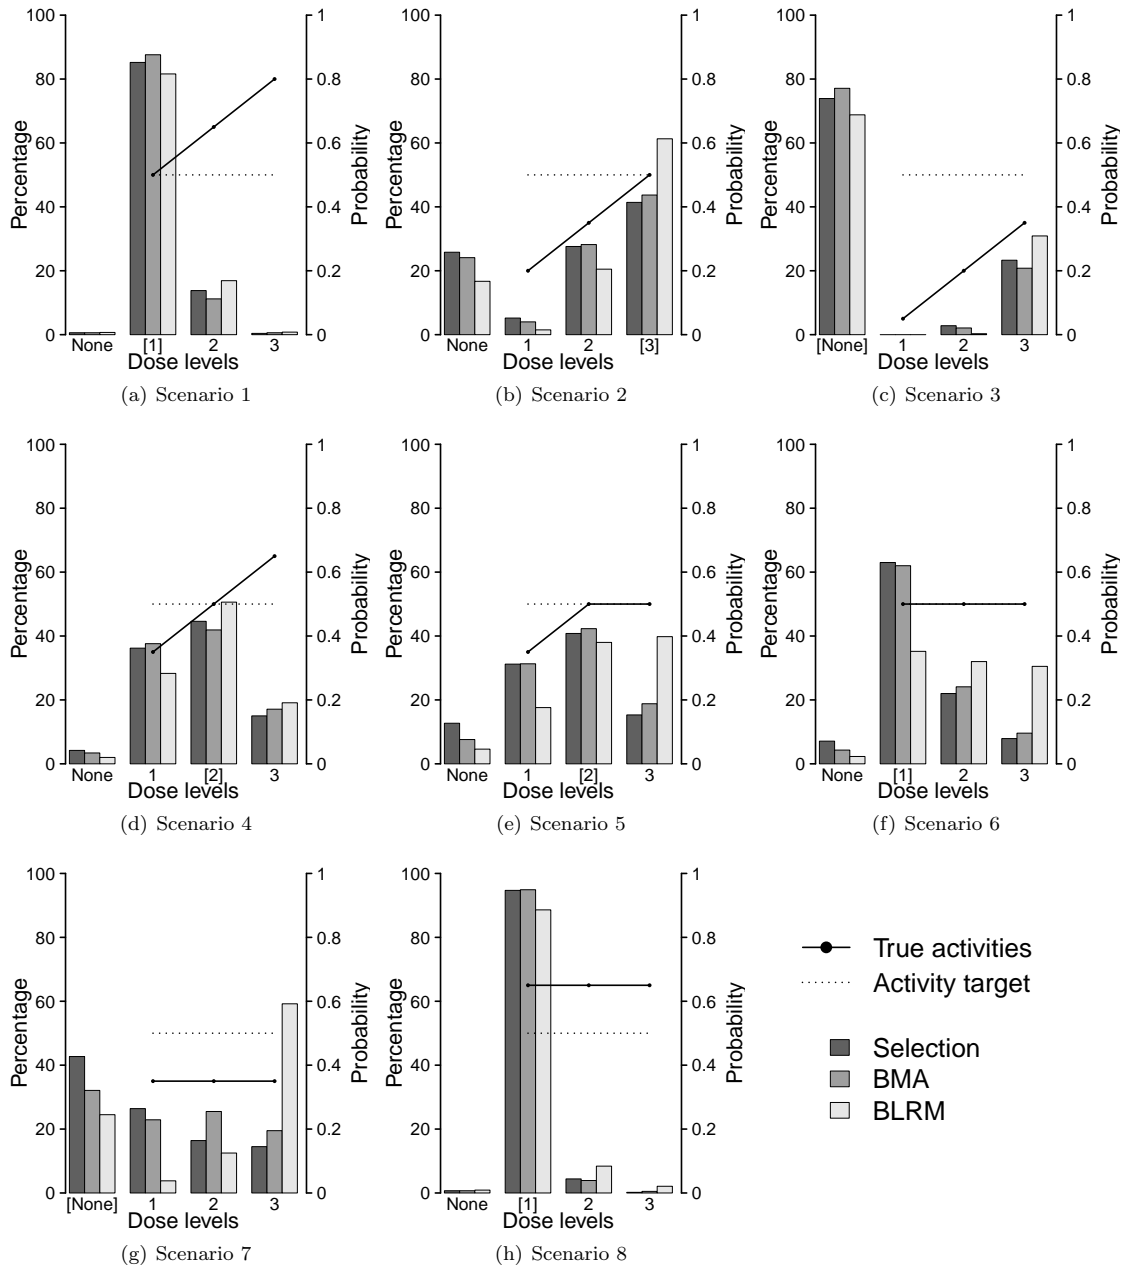 100
80
60
40
20
0
Percentage
1
0.8
0.6
0.4
0.2
0
Probability
None [1] 2 3
Dose levels
(a) Scenario 1
100
80
60
40
20
0
Percentage
1
0.8
0.6
0.4
0.2
0
Probability
None 1 2 [3]
Dose levels
(b) Scenario 2
100
80
60
40
20
0
Percentage
1
0.8
0.6
0.4
0.2
0
Probability
[None] 1 2 3
Dose levels
(c) Scenario 3
100
80
60
40
20
0
Percentage
1
0.8
0.6
0.4
0.2
0
Probability
None 1 [2] 3
Dose levels
(d) Scenario 4
100
80
60
40
20
0
Percentage
1
0.8
0.6
0.4
0.2
0
Probability
None 1 [2] 3
Dose levels
(e) Scenario 5
100
80
60
40
20
0
Percentage
1
0.8
0.6
0.4
0.2
0
Probability
None [1] 2 3
Dose levels
(f) Scenario 6
100
80
60
40
20
0
Percentage
1
0.8
0.6
0.4
0.2
0
Probability
[None] 1 2 3
Dose levels
(g) Scenario 7
100
80
60
40
20
0
Percentage
1
0.8
0.6
0.4
0.2
0
Probability
None [1] 2 3
Dose levels
(h) Scenario 8
True activities
Activity target
Selection
BMA
BLRM